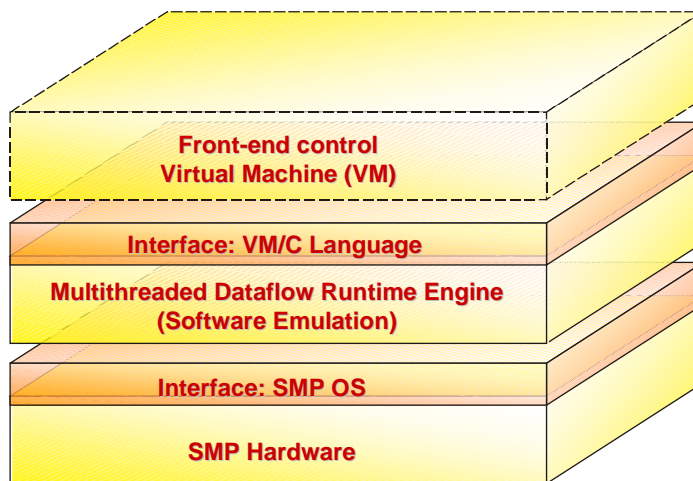 Front-end control
Virtual Machine (VM)
Interface: VM/C Language
Multithreaded Dataflow Runtime Engine
(Software Emulation)
Interface: SMP OS
SMP Hardware